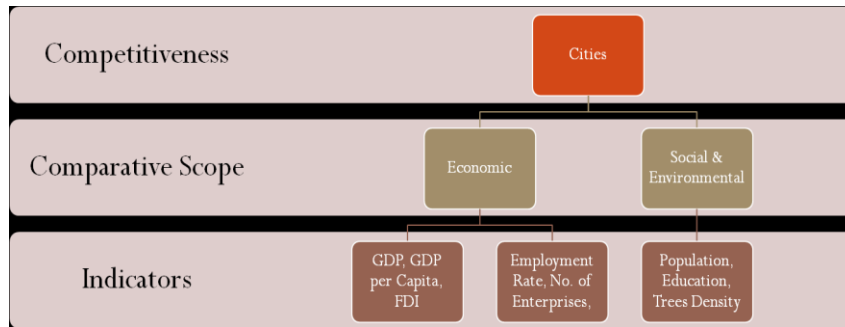 Competitiveness
Cities
Comparative Scope
Economic
Social &
Environmental
Indicators
GDP, GDP
per Capita,
FDI
Employment
Rate, No. of
Enterprises,
Population,
Education,
Trees Density